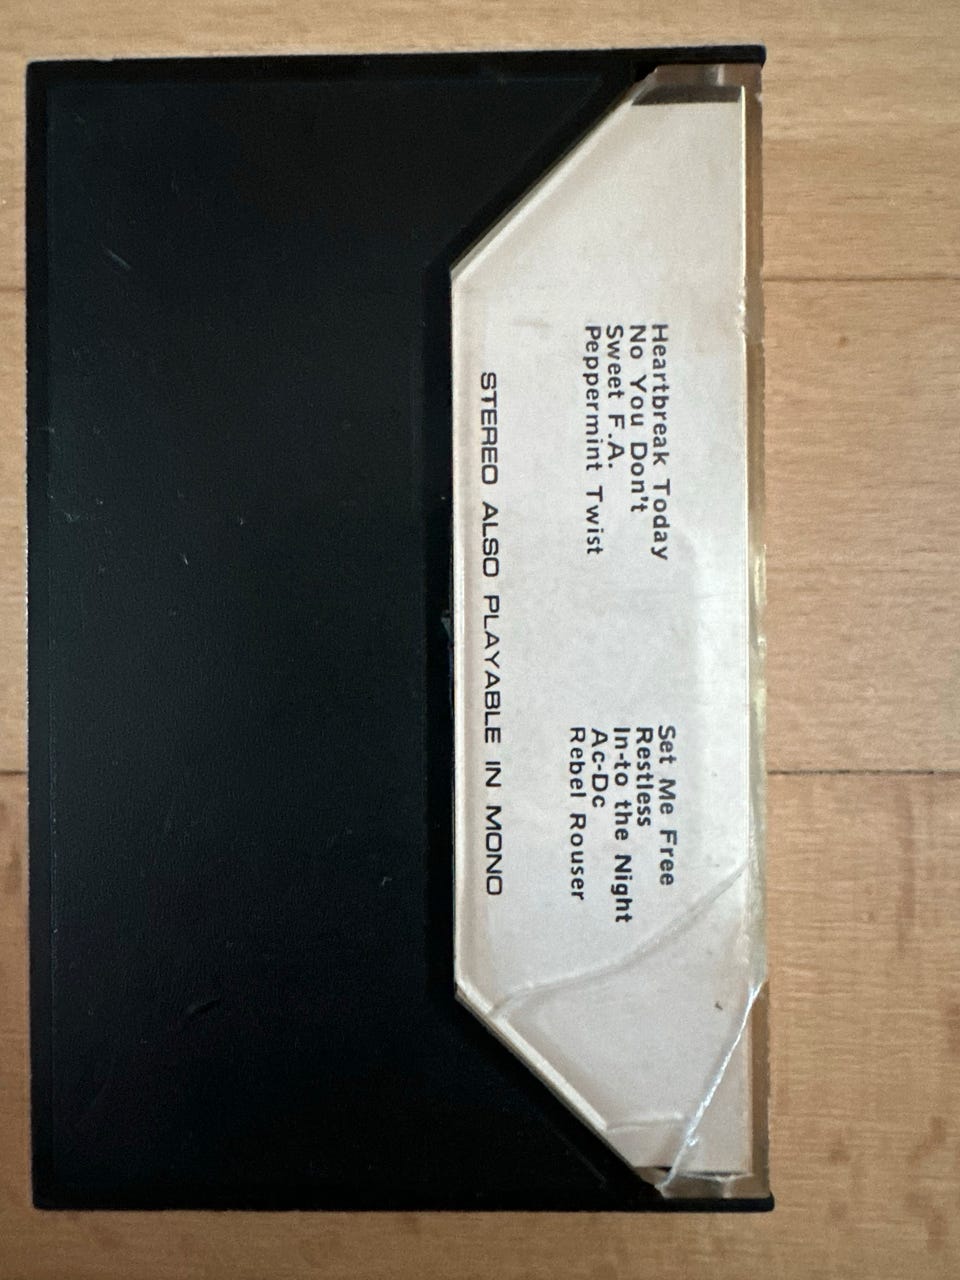 Heartbreak Today
No You Don't
Sweet F.A.
Peppermint Twist
Set Me Free
Restless
In-to the Night
Ac-Dc
Rebel Rouser
STEREO ALSO PLAYABLE IN MONO